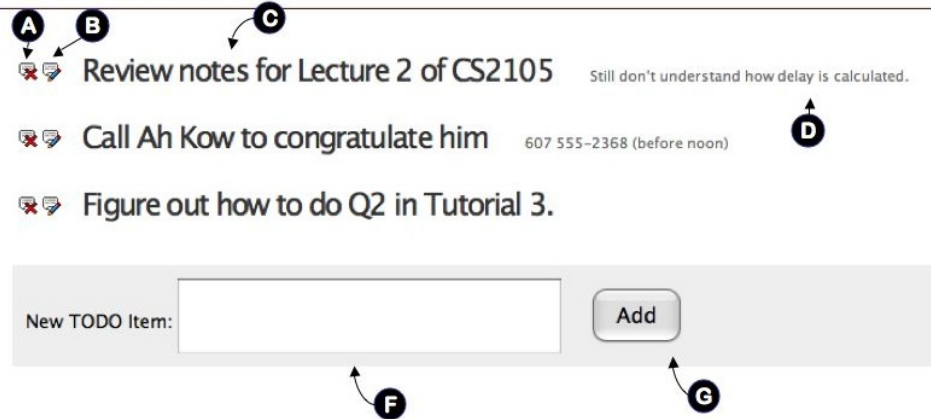 A B C
Review notes for Lecture 2 of CS2105 Still don't understand how delay is calculated.
D
Call Ah Kow to congratulate him 607 555-2368 (before noon)
Figure out how to do Q2 in Tutorial 3.
New TODO Item: Add
F G